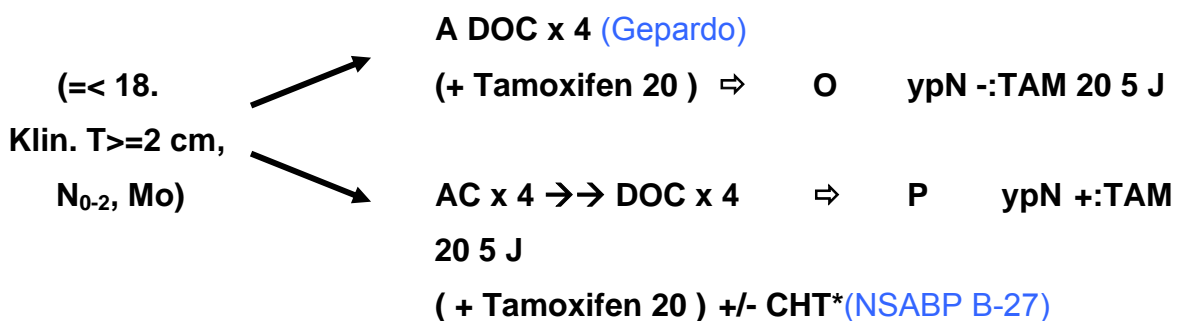 A DOC x 4 (Gepardo)
(=< 18. (+ Tamoxifen 20 ) ⇨ O ypN -:TAM 20 5 J
Klin. T>=2 cm,
N₀₋₂, Mo) AC x 4 →→ DOC x 4 ⇨ P ypN +:TAM
20 5 J
( + Tamoxifen 20 ) +/- CHT*(NSABP B-27)